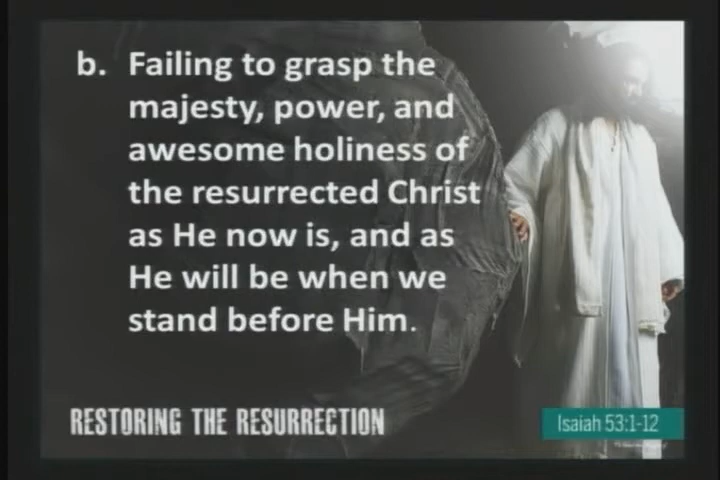 b. Failing to grasp the
majesty, power, and
awesome holiness of
the resurrected Christ
as He now is, and as
He will be when we
stand before Him.
RESTORING THE RESURRECTION
Isaiah 53:1-12